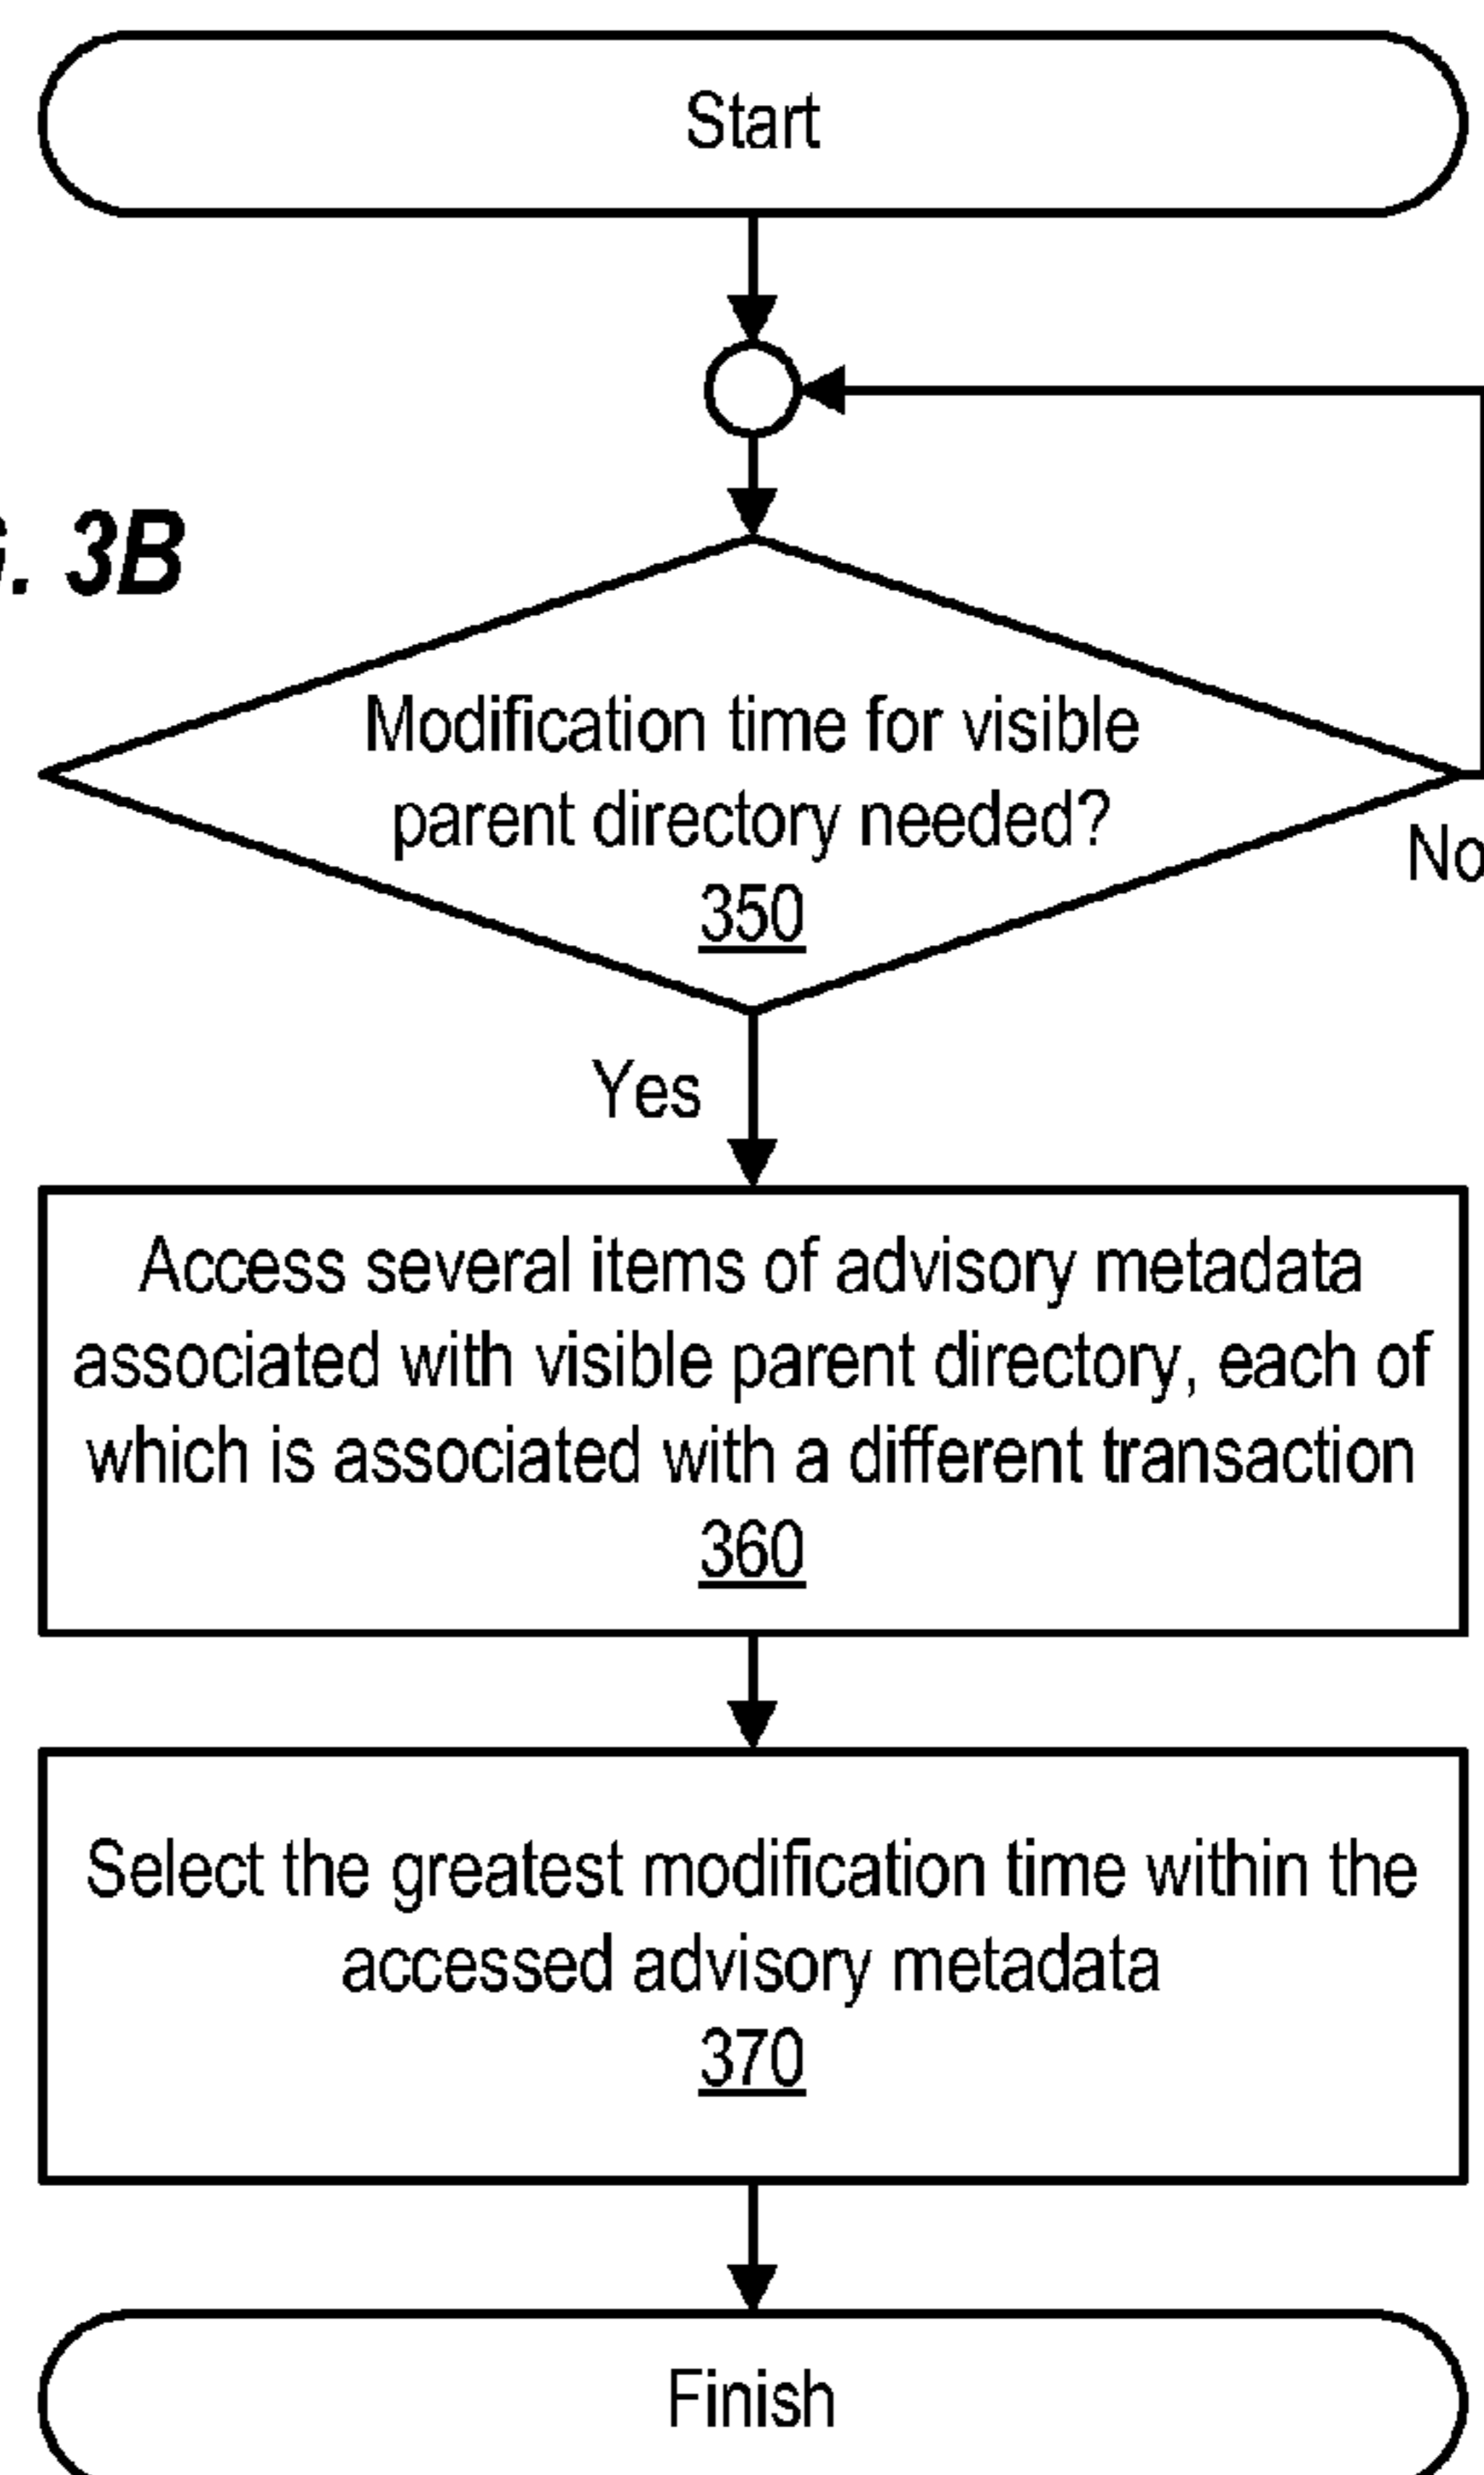 Start
. 3B
Modification time for visible
parent directory needed?
350
No
Yes
Access several items of advisory metadata
associated with visible parent directory, each of
which is associated with a different transaction
360
Select the greatest modification time within the
accessed advisory metadata
370
Finish